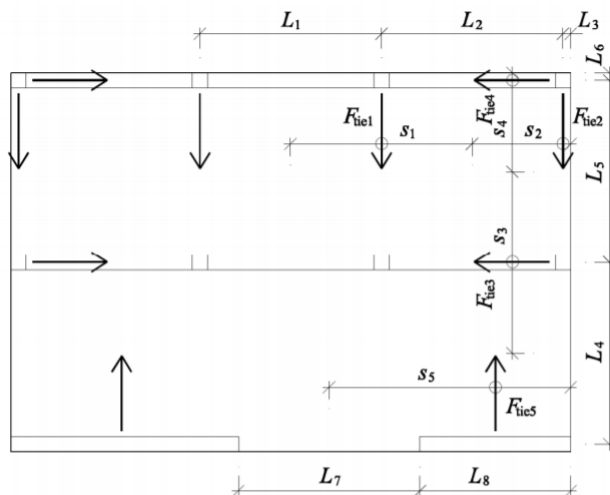 L1 L2 L3
L6
Ftie1 s1 Ftie4 s4 s2 Ftie2
L5
s3
Ftie3
L4
s5
Ftie5
L7 L8